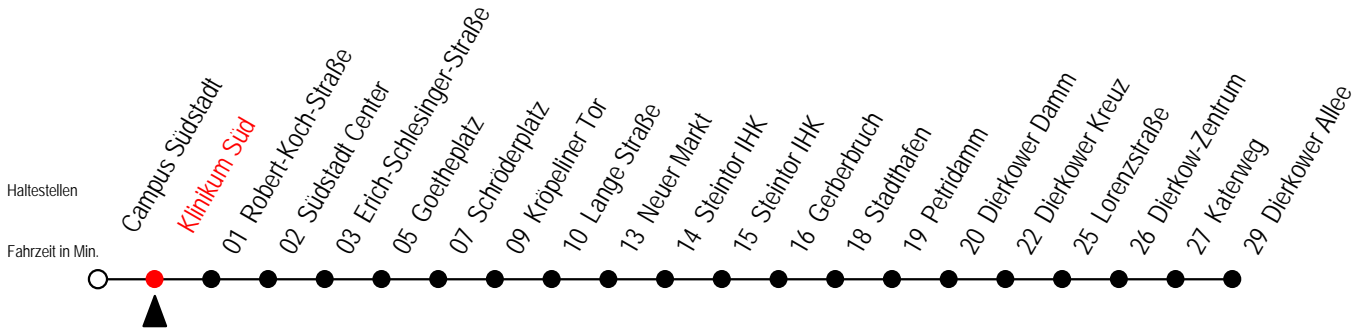 Haltestellen
Fahrzeit in Min.
Campus Südstadt
Klinikum Süd
01 Robert-Koch-Straße
02 Südstadt Center
03 Erich-Schlesinger-Straße
05 Goetheplatz
07 Schröderplatz
09 Kröpeliner Tor
10 Lange Straße
13 Neuer Markt
14 Steintor IHK
15 Steintor IHK
16 Gerberbruch
18 Stadthafen
19 Petridamm
20 Dierkower Damm
22 Dierkower Kreuz
25 Lorenzstraße
26 Dierkow-Zentrum
27 Katerweg
29 Dierkower Allee